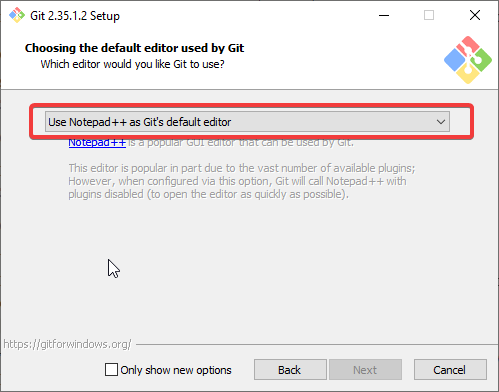 Git 2.35.1.2 Setup
Choosing the default editor used by Git
Which editor would you like Git to use?
Use Notepad++ as Git's default editor
Notepad++ is a popular GUI editor that can be used by Git.
This editor is popular in part due to the vast number of available plugins;
However, when configured via this option, Git will call Notepad++ with
plugins disabled (to open the editor as quickly as possible).
https://gitforwindows.org/
Only show new options
Back
Next
Cancel